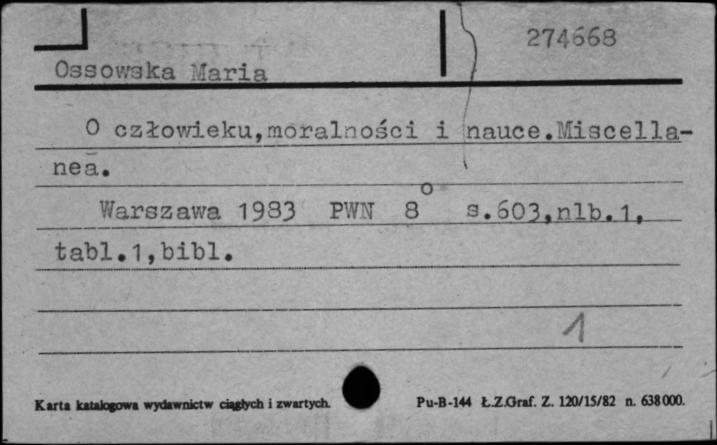 274668
Ossowska Maria
O człowieku,moralności i nauce.Miscella-
nea.
Warszawa 1983 PWN 8° s.603,nlb.1,
tabl.1,bibl.
1
Karta katalogowa wydawnictw ciągłych i zwartych. Pu-B-144 Ł.Z.Graf. Z. 120/15/82 n. 638000.